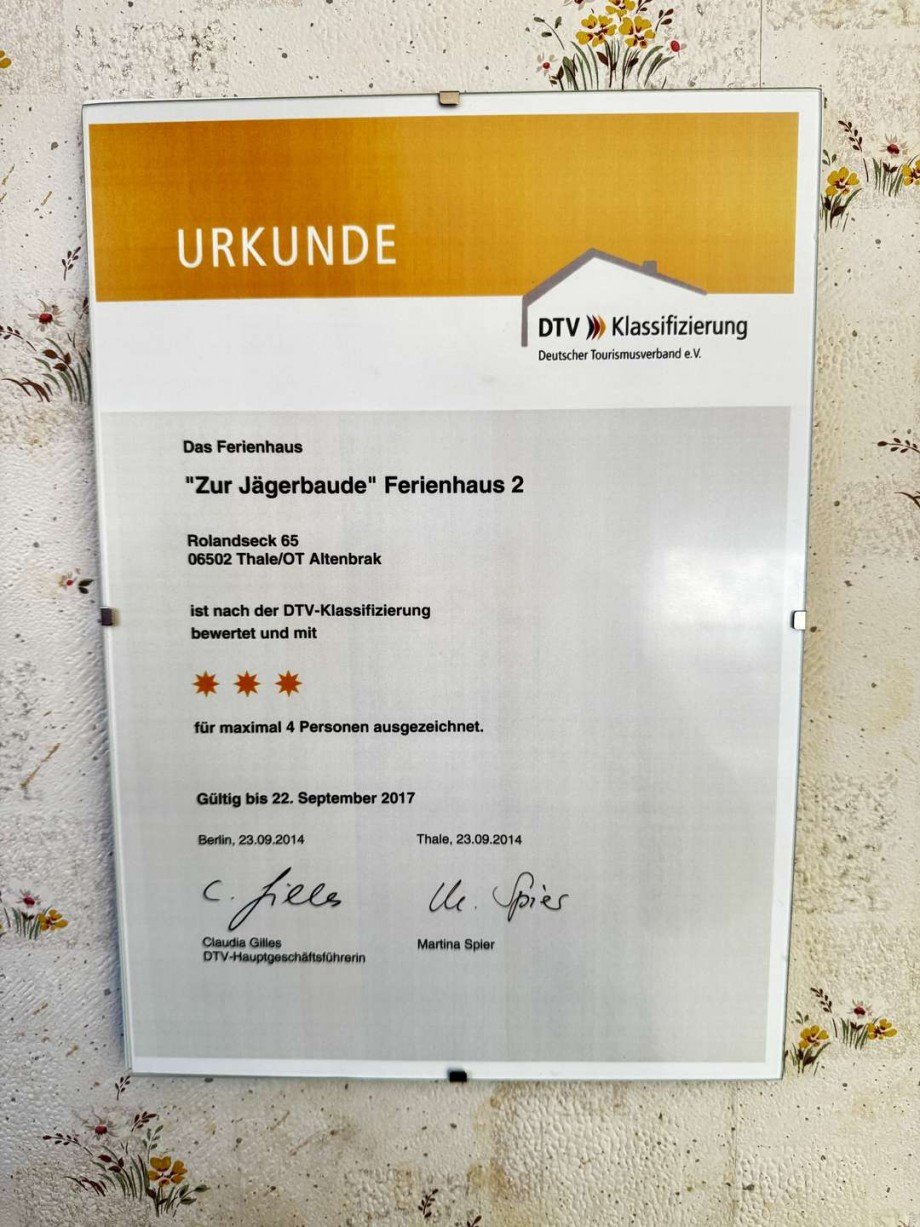 URKUNDE
DTV Klassifizierung
Deutscher Tourismusverband e.V.
Das Ferienhaus
"Zur Jägerbaude" Ferienhaus 2
Rolandseck 65
06502 Thale/OT Altenbrak
ist nach der DTV-Klassifizierung
bewertet und mit
für maximal 4 Personen ausgezeichnet.
Gültig bis 22. September 2017
Berlin, 23.09.2014 Thale, 23.09.2014
C. Gilles M. Spier
Claudia Gilles Martina Spier
DTV-Hauptgeschäftsführerin